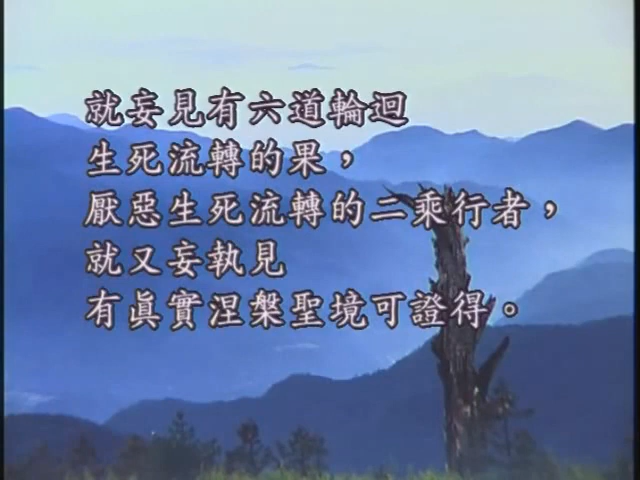 就妄見有六道輪迴
生死流轉的果，
厭惡生死流轉的二乘行者，
就又妄執見
有眞實涅槃聖境可證得。